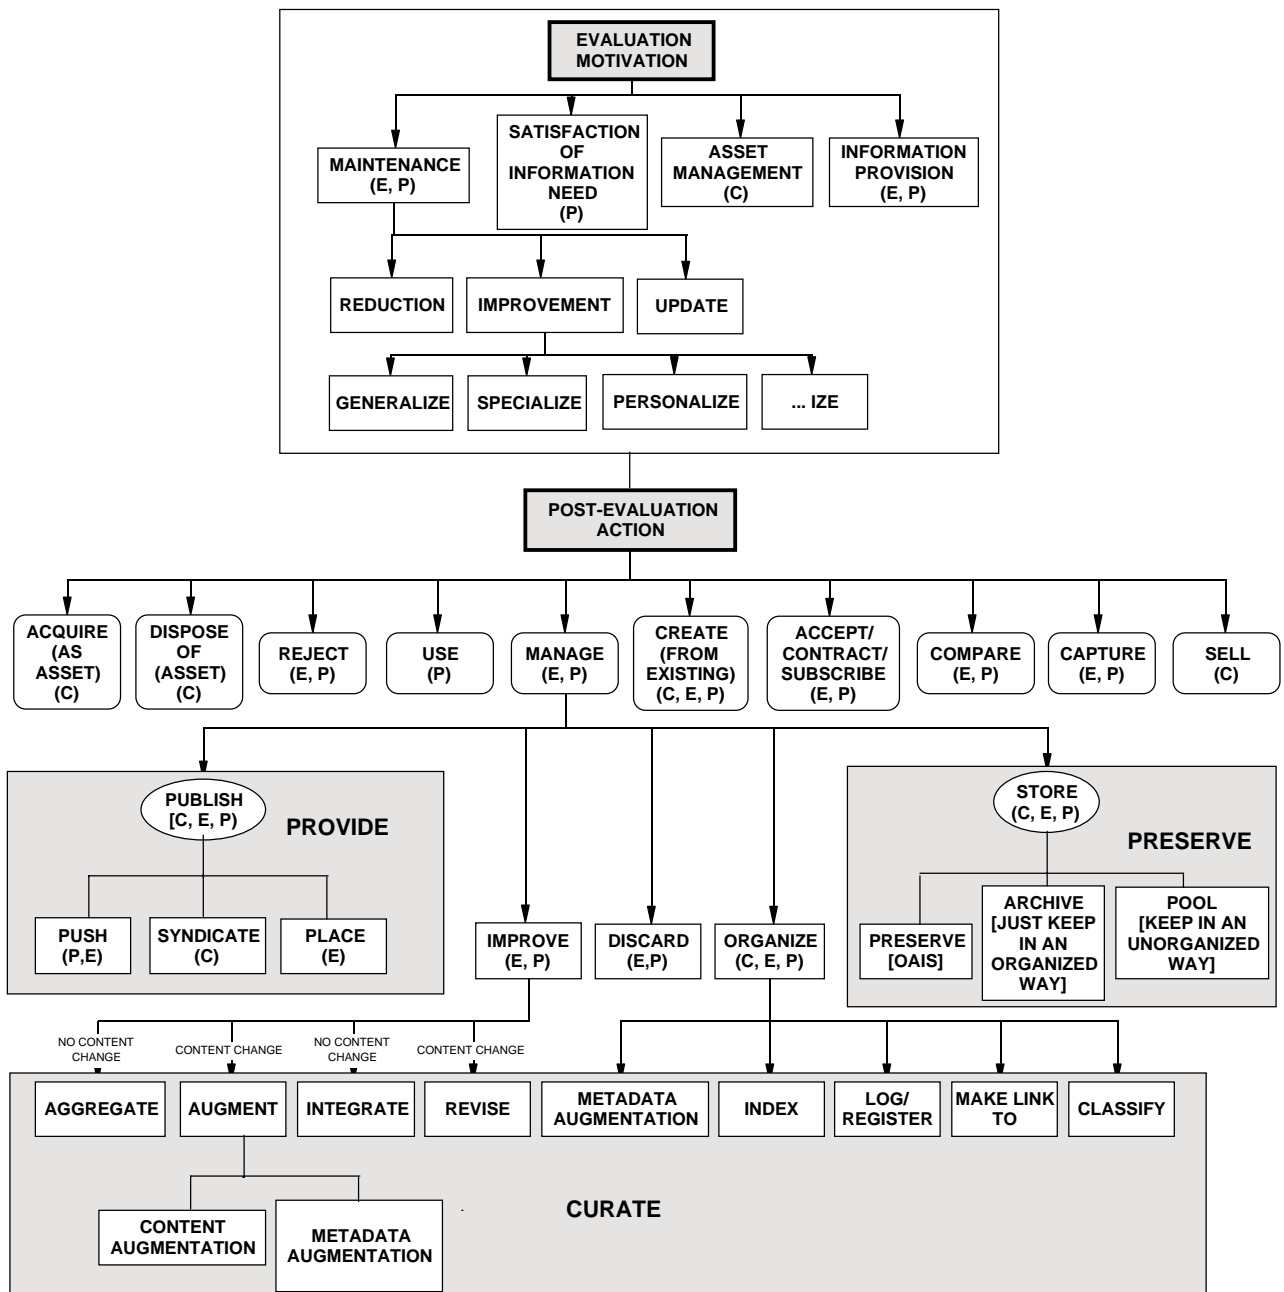 EVALUATION
MOTIVATION
MAINTENANCE
(E, P)
SATISFACTION
OF
INFORMATION
NEED
(P)
ASSET
MANAGEMENT
(C)
INFORMATION
PROVISION
(E, P)
REDUCTION
IMPROVEMENT
UPDATE
GENERALIZE
SPECIALIZE
PERSONALIZE
... IZE
POST-EVALUATION
ACTION
ACQUIRE
(AS
ASSET)
(C)
DISPOSE
OF
(ASSET)
(C)
REJECT
(E, P)
USE
(P)
MANAGE
(E, P)
CREATE
(FROM
EXISTING)
(C, E, P)
ACCEPT/
CONTRACT/
SUBSCRIBE
(E, P)
COMPARE
(E, P)
CAPTURE
(E, P)
SELL
(C)
PUBLISH
[C, E, P)
PROVIDE
PUSH
(P,E)
SYNDICATE
(C)
PLACE
(E)
IMPROVE
(E, P)
DISCARD
(E,P)
ORGANIZE
(C, E, P)
STORE
(C, E, P)
PRESERVE
PRESERVE
[OAIS]
ARCHIVE
[JUST KEEP
IN AN
ORGANIZED
WAY]
POOL
[KEEP IN AN
UNORGANIZED
WAY]
NO CONTENT
CHANGE
CONTENT CHANGE
NO CONTENT
CHANGE
CONTENT CHANGE
AGGREGATE
AUGMENT
INTEGRATE
REVISE
METADATA
AUGMENTATION
INDEX
LOG/
REGISTER
MAKE LINK
TO
CLASSIFY
CONTENT
AUGMENTATION
METADADA
AUGMENTATION
CURATE